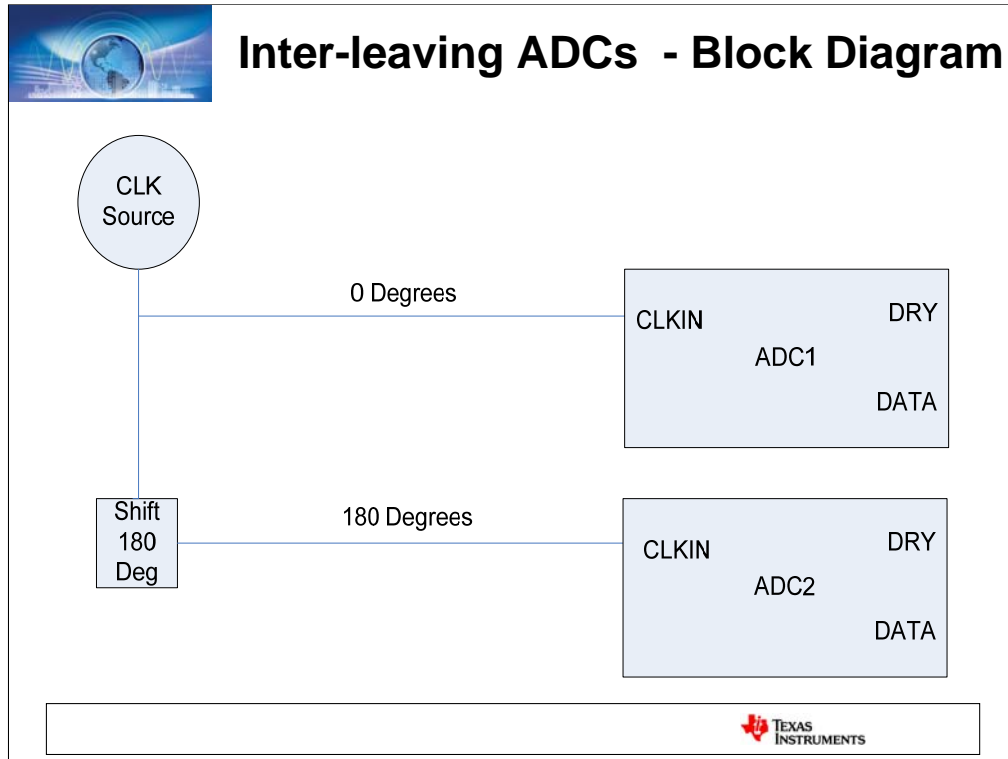 Inter-leaving ADCs - Block Diagram
CLK
Source
0 Degrees
CLKIN
DRY
ADC1
DATA
Shift
180
Deg
180 Degrees
CLKIN
DRY
ADC2
DATA
TEXAS
INSTRUMENTS